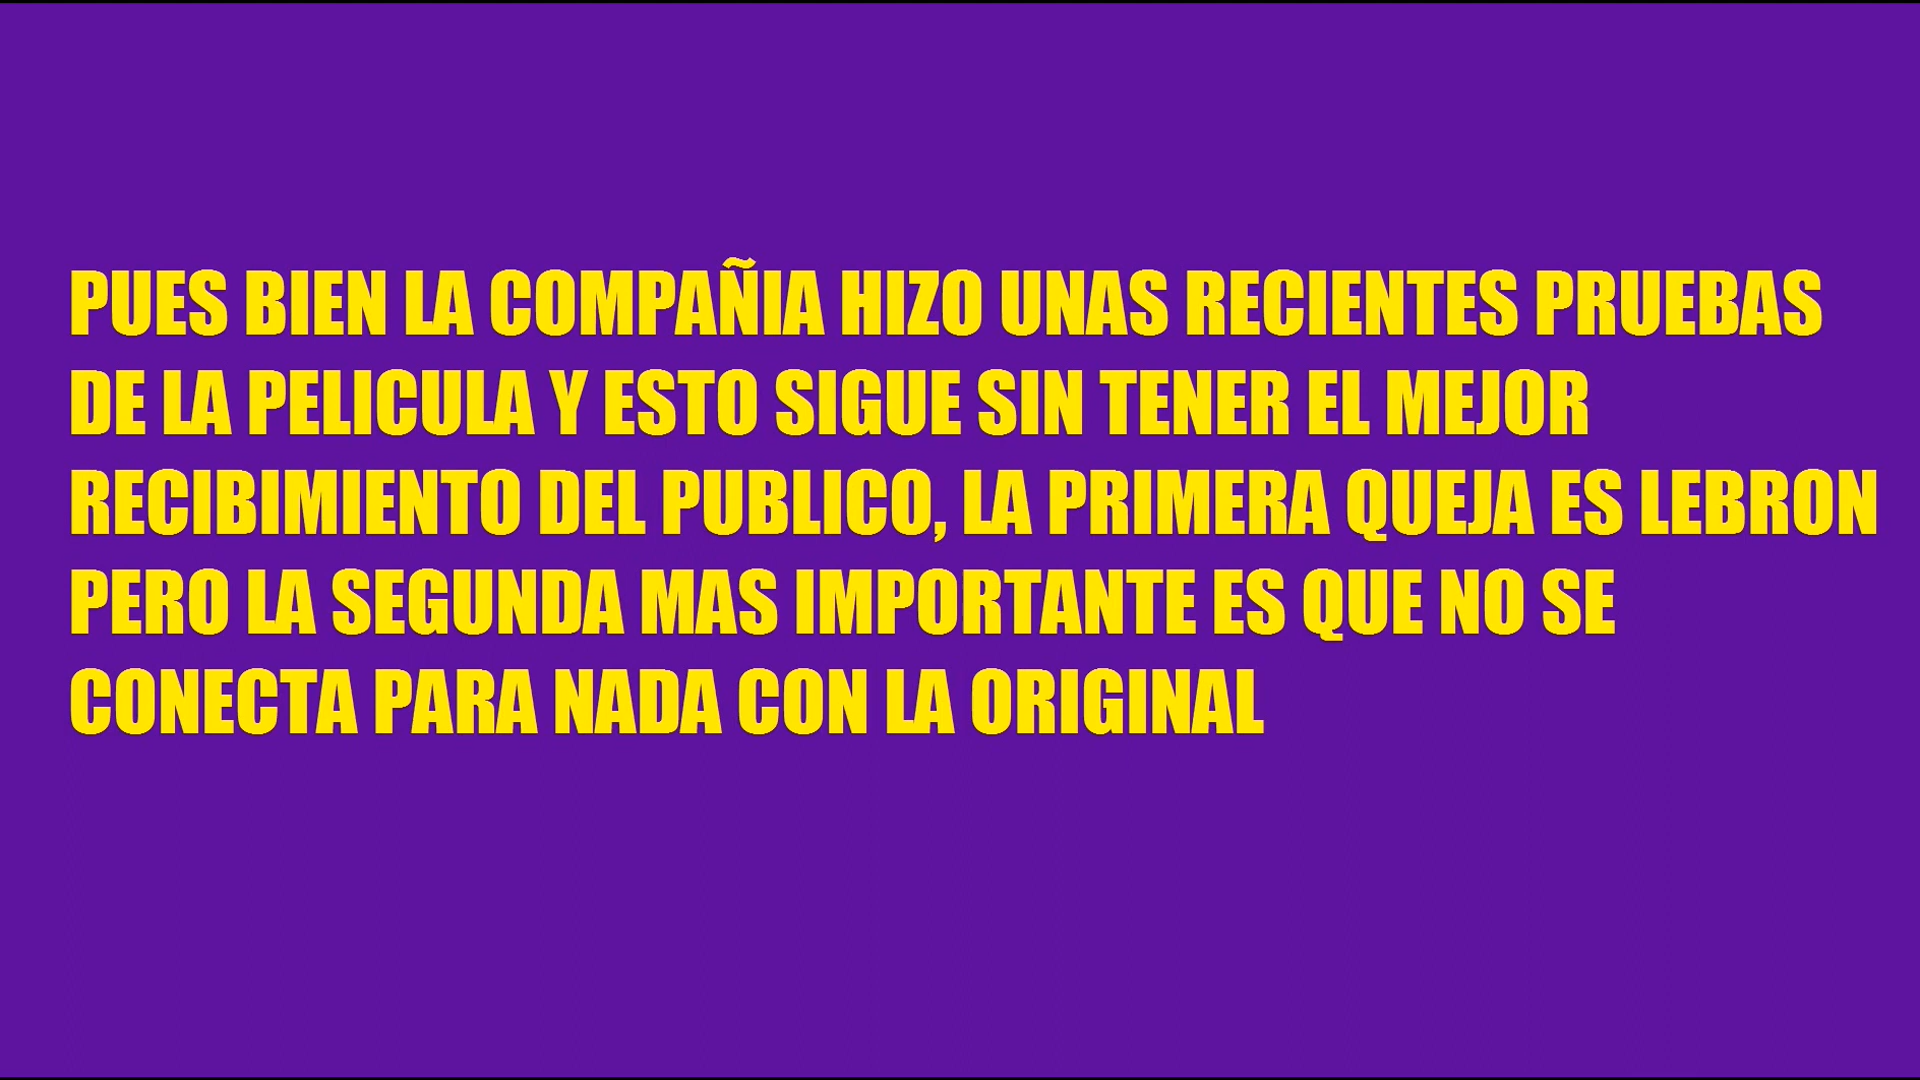 PUES BIEN LA COMPAÑIA HIZO UNAS RECIENTES PRUEBAS
DE LA PELICULA Y ESTO SIGUE SIN TENER EL MEJOR
RECIBIMIENTO DEL PUBLICO, LA PRIMERA QUEJA ES LEBRON
PERO LA SEGUNDA MAS IMPORTANTE ES QUE NO SE
CONECTA PARA NADA CON LA ORIGINAL